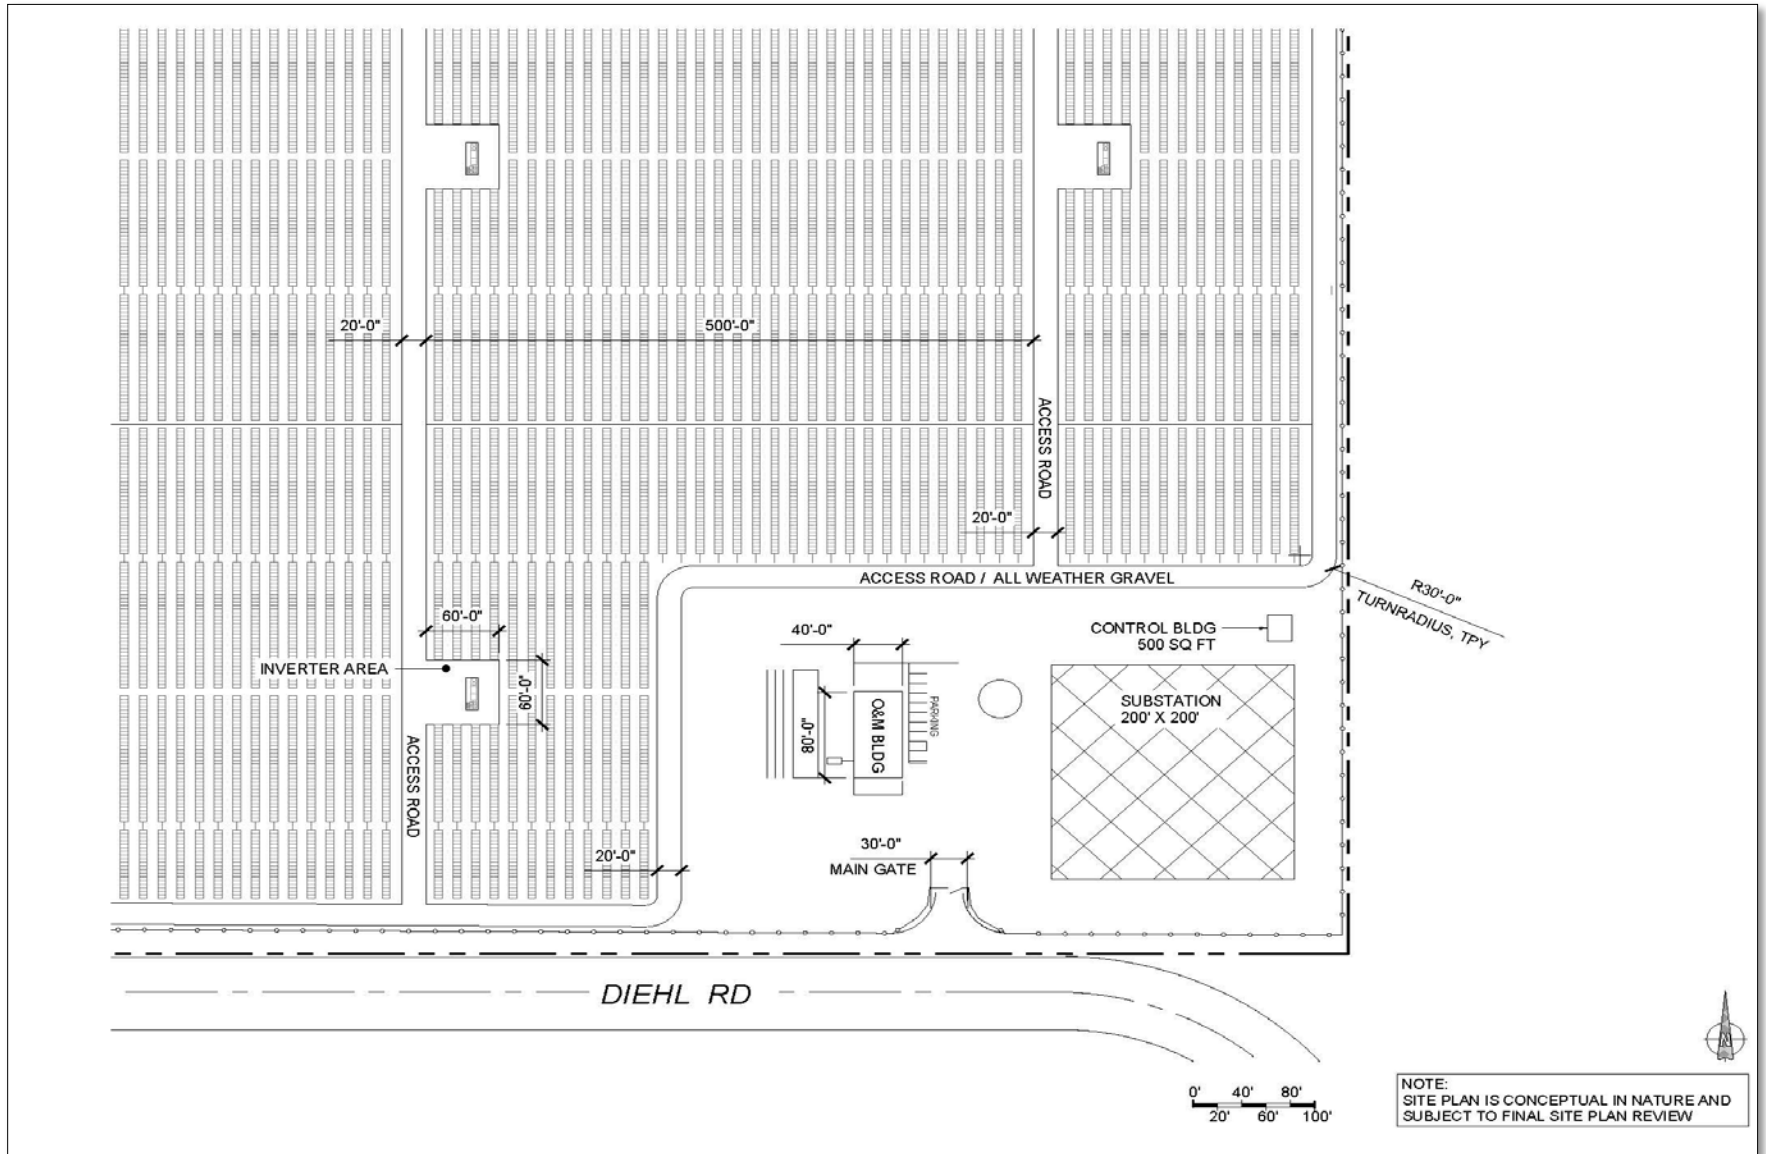 20'-0"
500'-0"
ACCESS ROAD
20'-0"
ACCESS ROAD / ALL WEATHER GRAVEL
R30'-0"
TURNRADIUS, TPY
60'-0"
INVERTER AREA
60'-0"
40'-0"
CONTROL BLDG
500 SQ FT
SUBSTATION
200' X 200'
PARKING
O&M BLDG
80'-0"
ACCESS ROAD
20'-0"
30'-0"
MAIN GATE
DIEHL RD
N
0' 40' 80'
20' 60' 100'
NOTE:
SITE PLAN IS CONCEPTUAL IN NATURE AND
SUBJECT TO FINAL SITE PLAN REVIEW